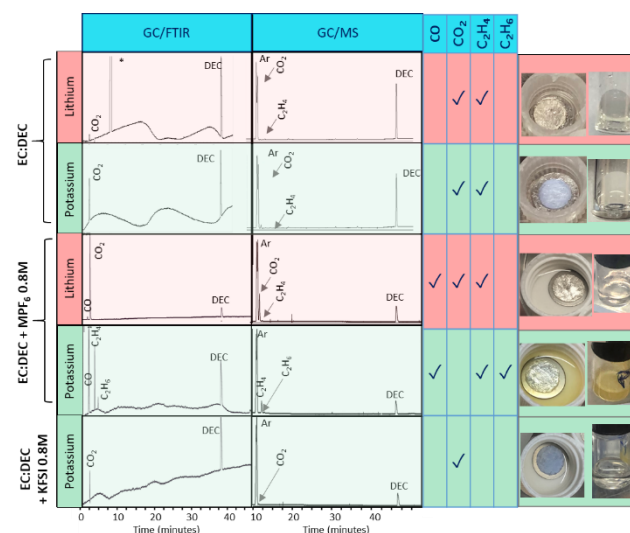 GC/FTIR GC/MS CO CO₂ C₂H₄ C₂H₆
EC:DEC
Lithium
CO₂
*
DEC
Ar
CO₂
C₂H₄
DEC
✓ ✓
Potassium
CO₂
DEC
Ar
CO₂
C₂H₄
DEC
✓ ✓
EC:DEC + MPF₆ 0.8M
Lithium
CO
CO₂
DEC
Ar
CO₂
C₂H₄
DEC
✓ ✓ ✓
Potassium
CO
C₂H₄
C₂H₆
DEC
Ar
C₂H₄
C₂H₆
DEC
✓ ✓ ✓
EC:DEC
+ KFSI 0.8M
Potassium
CO₂
DEC
Ar
CO₂
DEC
✓
0 10 20 30 40 10 20 30 40
Time (minutes) Time (minutes)